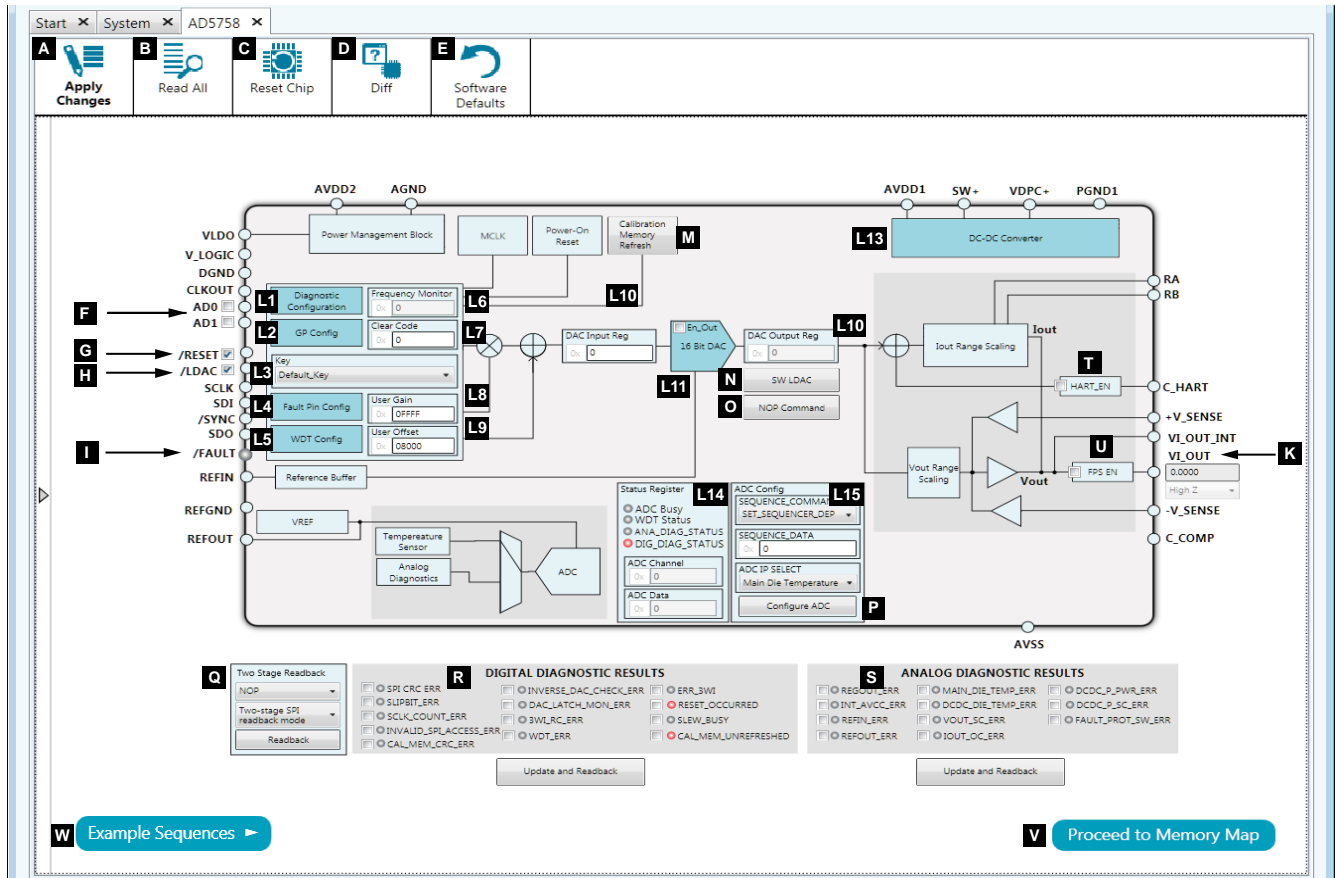 Start ✕ System ✕ AD5758 ✕
A B C D E
Apply
Changes
Read All
Reset Chip
Diff
Software
Defaults
AVDD2 AGND
AVDD1 SW+ VDPC+ PGND1
VLDO
V_LOGIC
DGND
CLKOUT
F
AD0
AD1
G
/RESET
H
/LDAC
SCLK
SDI
/SYNC
SDO
I
/FAULT
REFIN
REFGND
REFOUT
Power Management Block
MCLK
Power-On
Reset
Calibration
Memory
Refresh
M
L13
DC-DC Converter
L1
Diagnostic
Configuration
Frequency Monitor
0x 0
L6
L10
L2
GP Config
Clear Code
0x 0
L7
L3
Key
Default_Key
L8
L4
Fault Pin Config
User Gain
0x 0FFFF
L5
WDT Config
User Offset
0x 08000
L9
Reference Buffer
VREF
DAC Input Reg
0x 0
En_Out
16 Bit DAC
L11
DAC Output Reg
0x 0
L10
N
SW LDAC
O
NOP Command
Iout Range Scaling
Iout
T
HART_EN
U
FPS EN
Vout Range
Scaling
Vout
RA
RB
C_HART
+V_SENSE
VI_OUT_INT
VI_OUT
K
0.0000
High Z
-V_SENSE
C_COMP
Tempereature
Sensor
Analog
Diagnostics
ADC
Status Register
L14
ADC Busy
WDT Status
ANA_DIAG_STATUS
DIG_DIAG_STATUS
ADC Channel
0x 0
ADC Data
0x 0
ADC Config
L15
SEQUENCE_COMMAN
SET_SEQUENCER_DEP
SEQUENCE_DATA
0x 0
ADC IP SELECT
Main Die Temperature
Configure ADC
P
AVSS
Q
Two Stage Readback
NOP
Two-stage SPI
readback mode
Readback
R
DIGITAL DIAGNOSTIC RESULTS
SPI CRC ERR
SLIPBIT_ERR
SCLK_COUNT_ERR
INVALID_SPI_ACCESS_ERR
CAL_MEM_CRC_ERR
INVERSE_DAC_CHECK_ERR
DAC_LATCH_MON_ERR
3WI_RC_ERR
WDT_ERR
ERR_3WI
RESET_OCCURRED
SLEW_BUSY
CAL_MEM_UNREFRESHED
Update and Readback
S
ANALOG DIAGNOSTIC RESULTS
REGOUT_ERR
INT_AVCC_ERR
REFIN_ERR
REFOUT_ERR
MAIN_DIE_TEMP_ERR
DCDC_DIE_TEMP_ERR
VOUT_SC_ERR
IOUT_OC_ERR
DCDC_P_PWR_ERR
DCDC_P_SC_ERR
FAULT_PROT_SW_ERR
Update and Readback
W
Example Sequences
V
Proceed to Memory Map